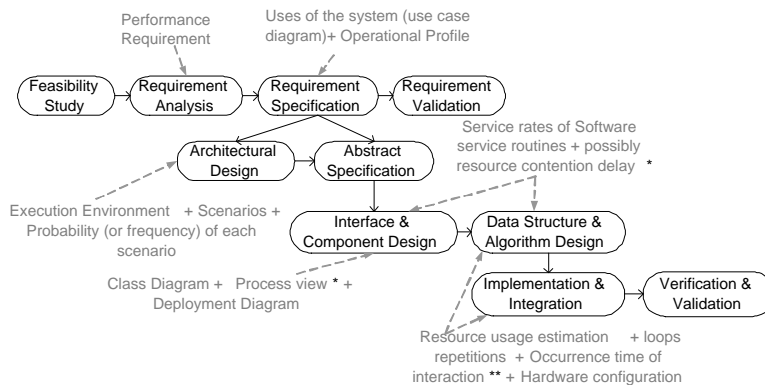 Performance
Requirement
Uses of the system (use case
diagram)+ Operational Profile
Feasibility
Study
Requirement
Analysis
Requirement
Specification
Requirement
Validation
Service rates of Software
service routines + possibly
resource contention delay *
Architectural
Design
Abstract
Specification
Execution Environment + Scenarios +
Probability (or frequency) of each
scenario
Interface &
Component Design
Data Structure &
Algorithm Design
Class Diagram + Process view * +
Deployment Diagram
Implementation &
Integration
Verification &
Validation
Resource usage estimation + loops
repetitions + Occurrence time of
interaction ** + Hardware configuration